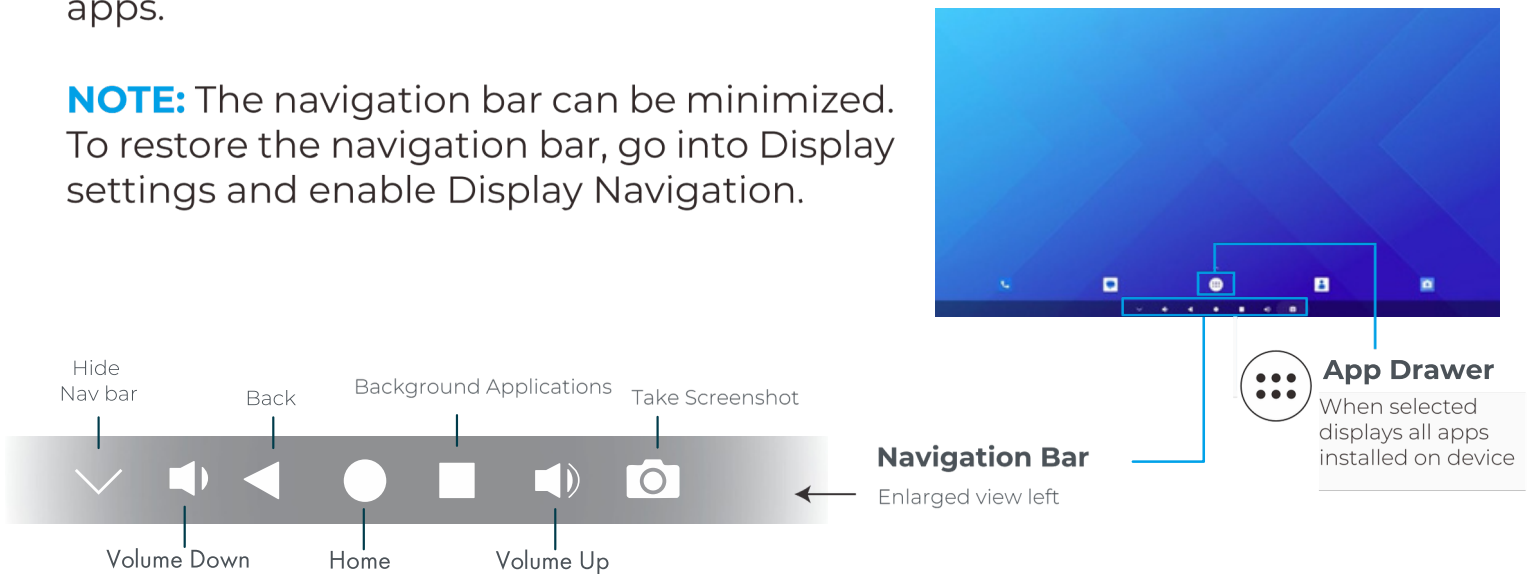 apps.
NOTE: The navigation bar can be minimized.
To restore the navigation bar, go into Display
settings and enable Display Navigation.
Hide
Nav bar
Back
Background Applications
Take Screenshot
Volume Down
Home
Volume Up
Navigation Bar
Enlarged view left
App Drawer
When selected
displays all apps
installed on device